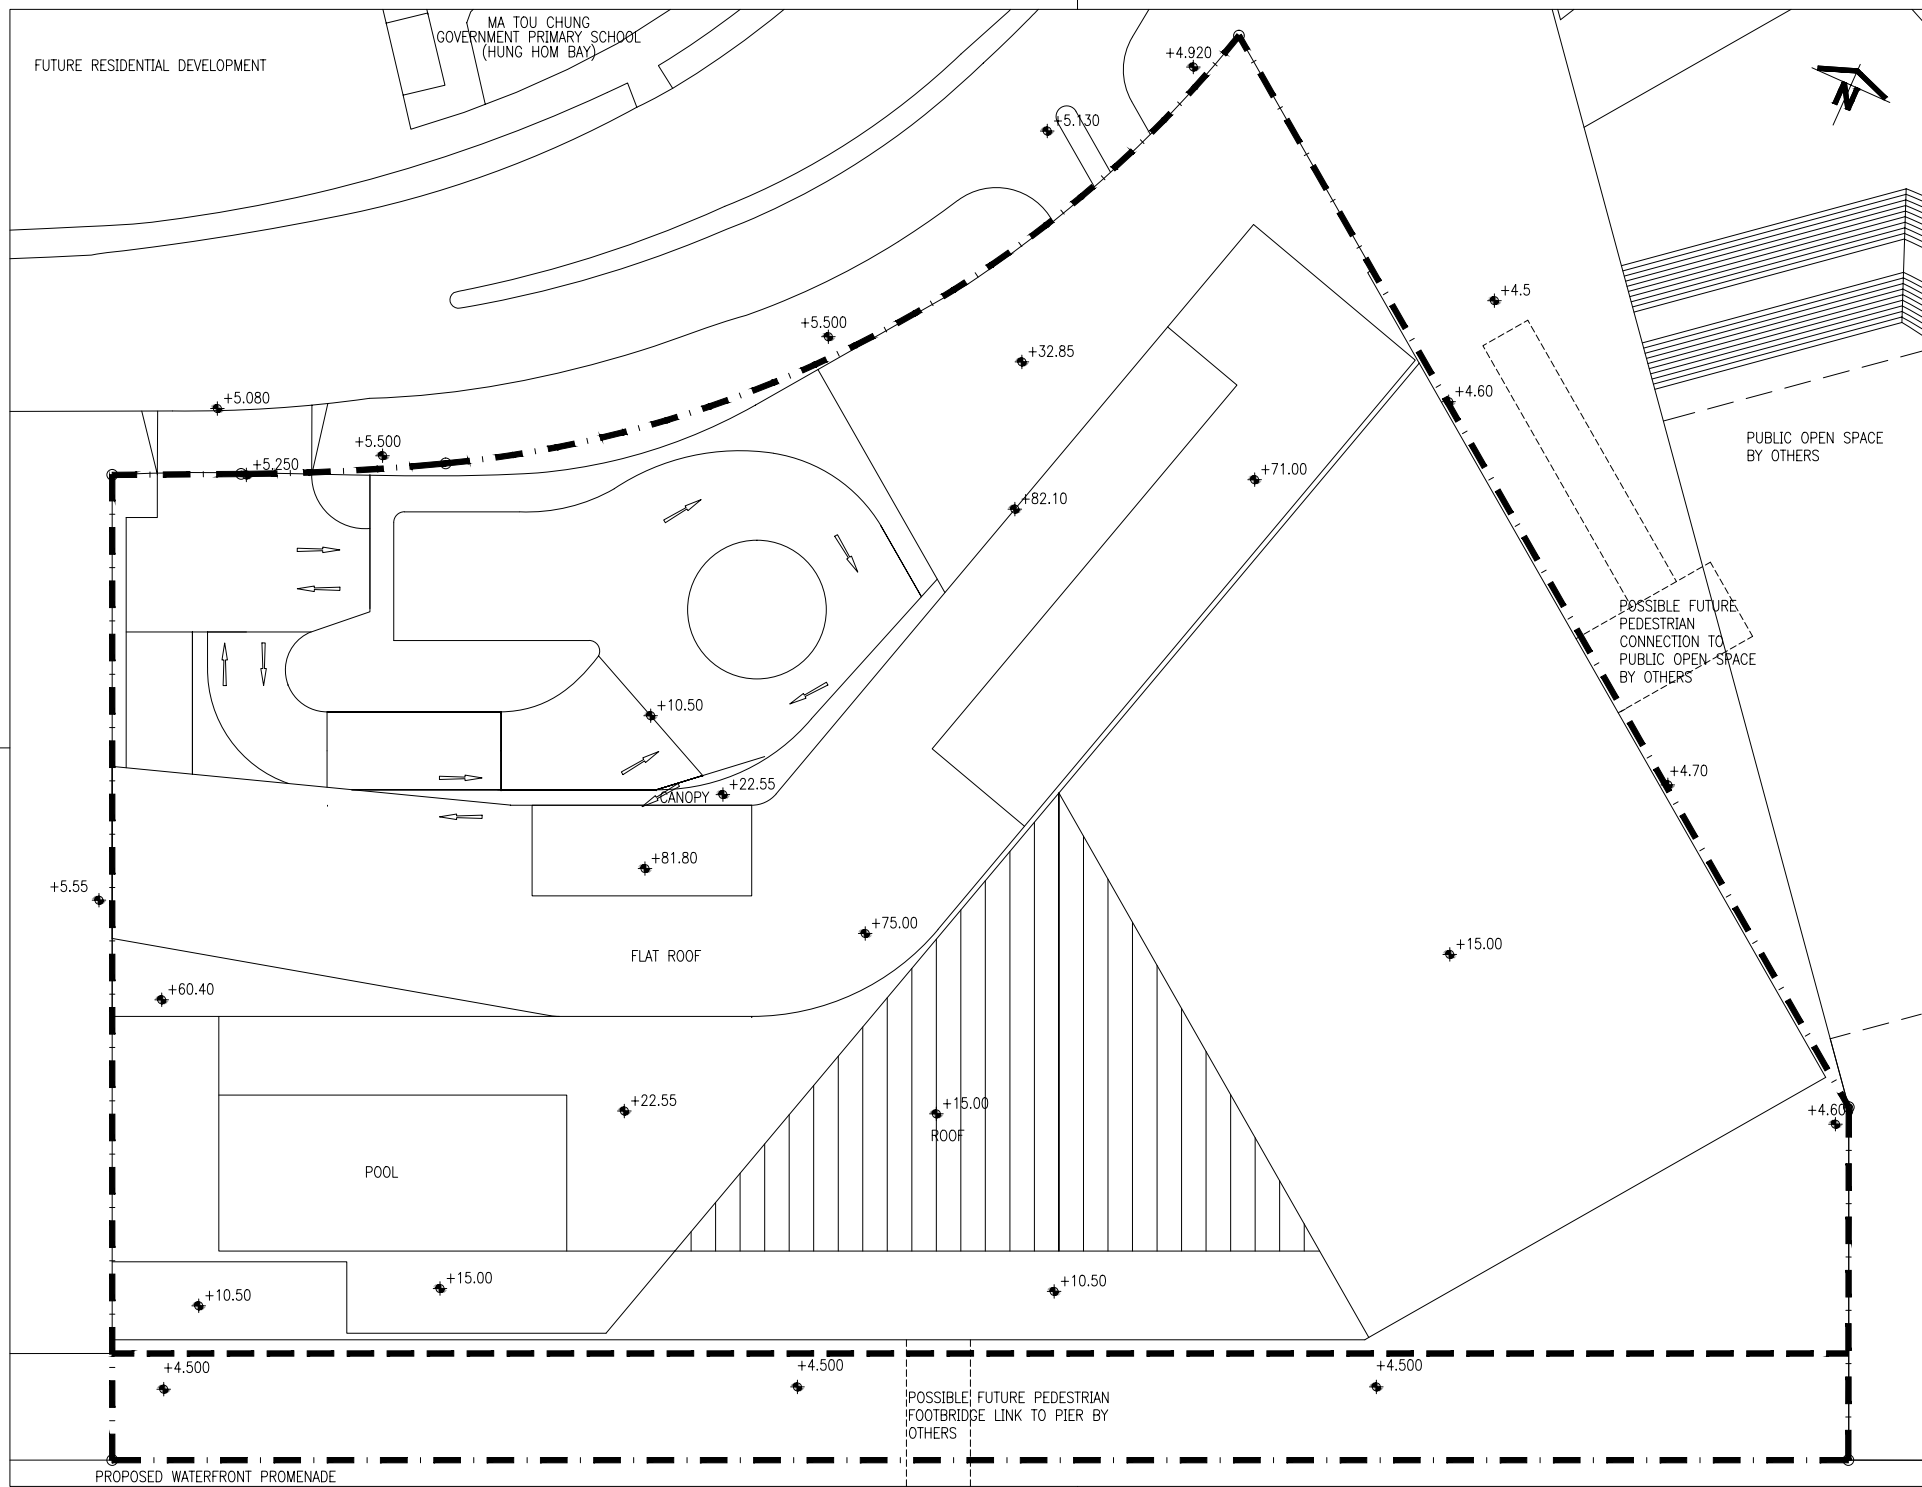 MA TOU CHUNG
GOVERNMENT PRIMARY SCHOOL
(HUNG HOM BAY)
FUTURE RESIDENTIAL DEVELOPMENT
+4.920
N
+5.130
+4.5
+5.500
+32.85
+5.080
+4.60
+5.500
PUBLIC OPEN SPACE
BY OTHERS
+5.250
+71.00
+82.10
POSSIBLE FUTURE
PEDESTRIAN
CONNECTION TO
PUBLIC OPEN SPACE
BY OTHERS
+10.50
+4.70
+22.55
CANOPY
+81.80
+5.55
+75.00
+15.00
FLAT ROOF
+60.40
+22.55
+15.00
ROOF
+4.60
POOL
+15.00
+10.50
+10.50
+4.500
+4.500
+4.500
POSSIBLE FUTURE PEDESTRIAN
FOOTBRIDGE LINK TO PIER BY
OTHERS
PROPOSED WATERFRONT PROMENADE